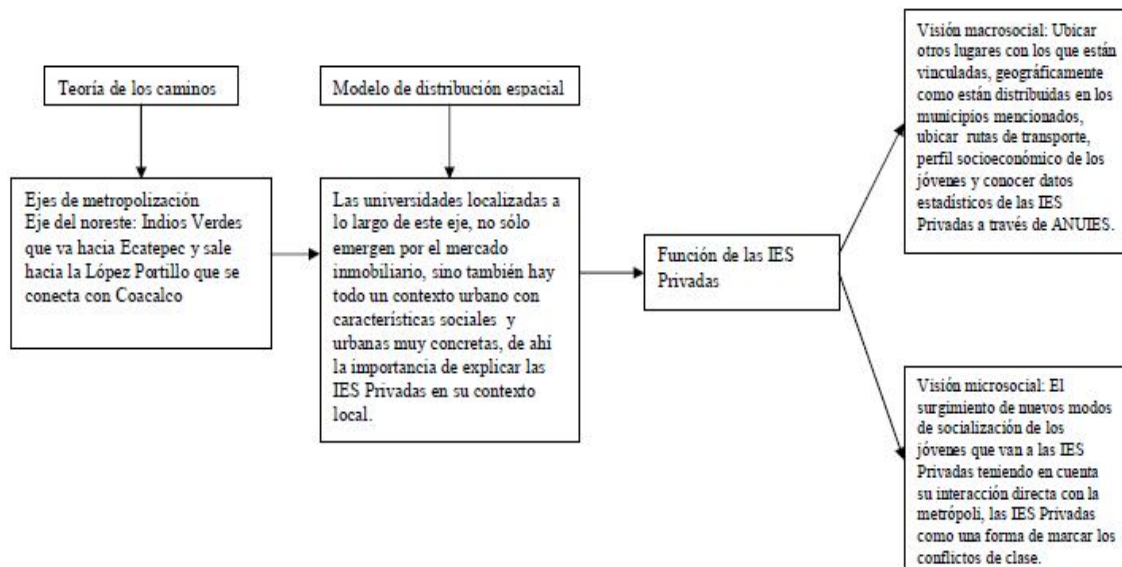 Teoría de los caminos
Modelo de distribución espacial
Ejes de metropolización
Eje del noreste: Indios Verdes
que va hacia Ecatepec y sale
hacia la López Portillo que se
conecta con Coacalco
Las universidades localizadas a
lo largo de este eje, no sólo
emergen por el mercado
inmobiliario, sino también hay
todo un contexto urbano con
características sociales y
urbanas muy concretas, de ahí
la importancia de explicar las
IES Privadas en su contexto
local.
Función de las IES
Privadas
Visión macrosocial: Ubicar
otros lugares con los que están
vinculadas, geográficamente
como están distribuidas en los
municipios mencionados,
ubicar rutas de transporte,
perfil socioeconómico de los
jóvenes y conocer datos
estadísticos de las IES
Privadas a través de ANUIES.
Visión microsocial: El
surgimiento de nuevos modos
de socialización de los
jóvenes que van a las IES
Privadas teniendo en cuenta
su interacción directa con la
metrópoli, las IES Privadas
como una forma de marcar los
conflictos de clase.